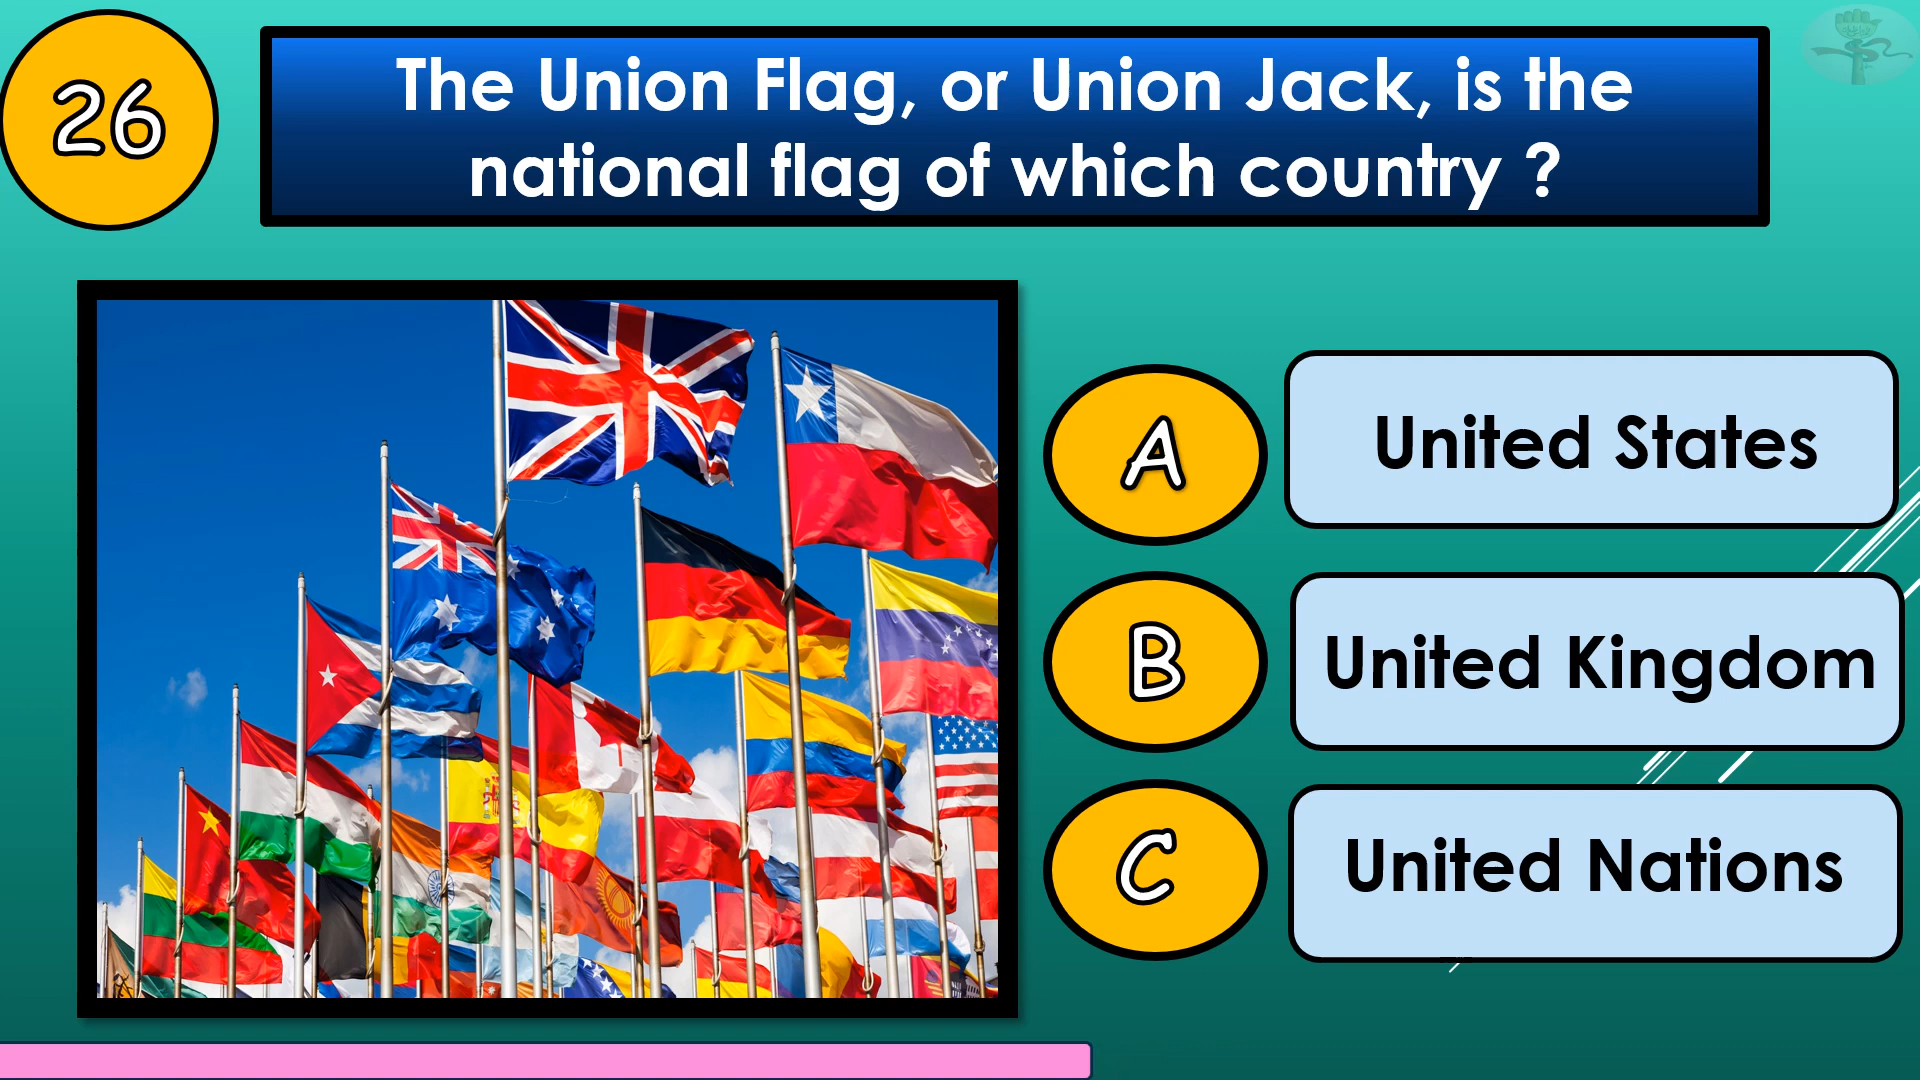 26
The Union Flag, or Union Jack, is the
national flag of which country ?
A
United States
B
United Kingdom
C
United Nations